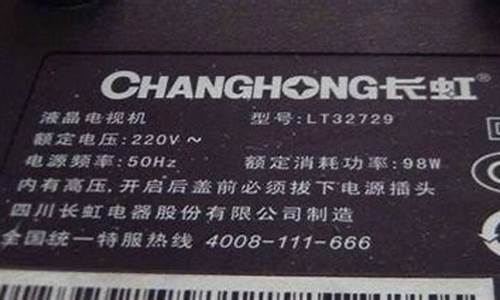 CHANGHONG长虹®
液晶电视机 型号:LT32729
额定电压:220V~
电源频率:50Hz 额定消耗功率:98W
内有高压,开启后盖前必须拔下电源插头
四川长虹电器股份有限公司制造
全国统一特服热线 4008-111-666